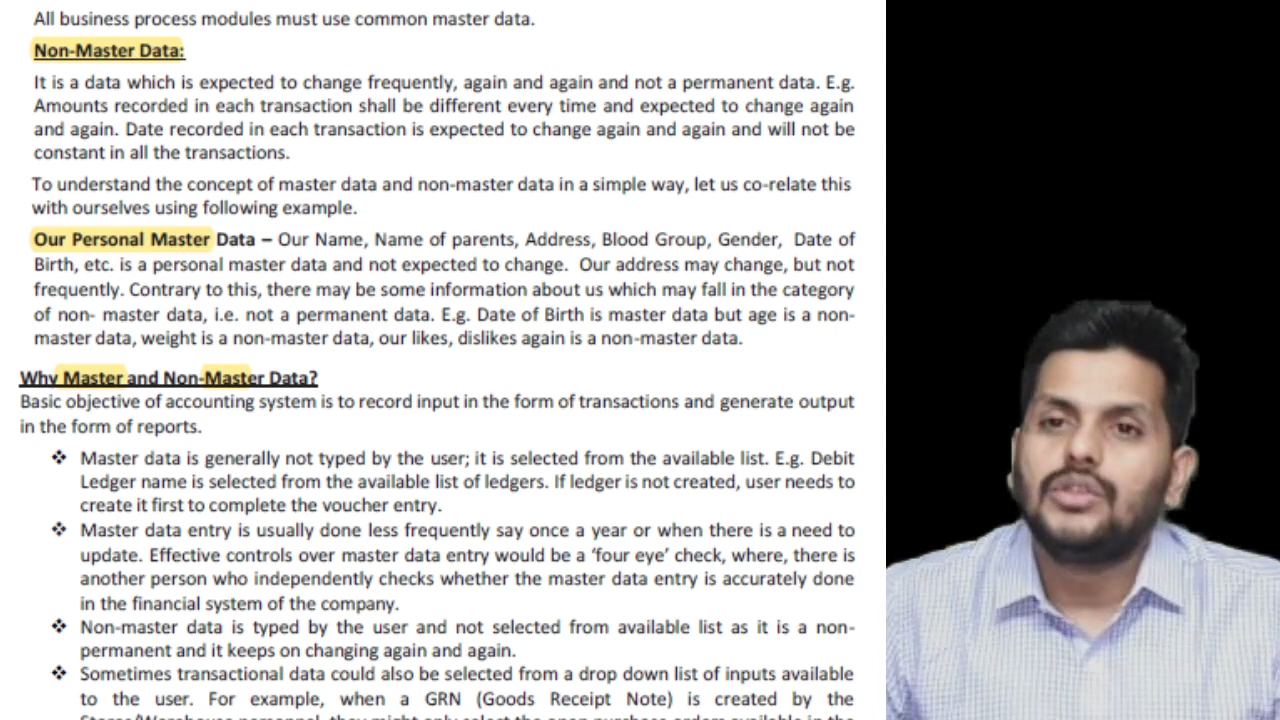 All business process modules must use common master data.
Non-Master Data:
It is a data which is expected to change frequently, again and again and not a permanent data. E.g.
Amounts recorded in each transaction shall be different every time and expected to change again
and again. Date recorded in each transaction is expected to change again and again and will not be
constant in all the transactions.
To understand the concept of master data and non-master data in a simple way, let us co-relate this
with ourselves using following example.
Our Personal Master Data – Our Name, Name of parents, Address, Blood Group, Gender, Date of
Birth, etc. is a personal master data and not expected to change. Our address may change, but not
frequently. Contrary to this, there may be some information about us which may fall in the category
of non- master data, i.e. not a permanent data. E.g. Date of Birth is master data but age is a non-
master data, weight is a non-master data, our likes, dislikes again is a non-master data.
Why Master and Non-Master Data?
Basic objective of accounting system is to record input in the form of transactions and generate output
in the form of reports.
❖ Master data is generally not typed by the user; it is selected from the available list. E.g. Debit
Ledger name is selected from the available list of ledgers. If ledger is not created, user needs to
create it first to complete the voucher entry.
❖ Master data entry is usually done less frequently say once a year or when there is a need to
update. Effective controls over master data entry would be a ‘four eye’ check, where, there is
another person who independently checks whether the master data entry is accurately done
in the financial system of the company.
❖ Non-master data is typed by the user and not selected from available list as it is a non-
permanent and it keeps on changing again and again.
❖ Sometimes transactional data could also be selected from a drop down list of inputs available
to the user. For example, when a GRN (Goods Receipt Note) is created by the
Stores/Warehouse personnel, they might only select the open purchase orders available in the